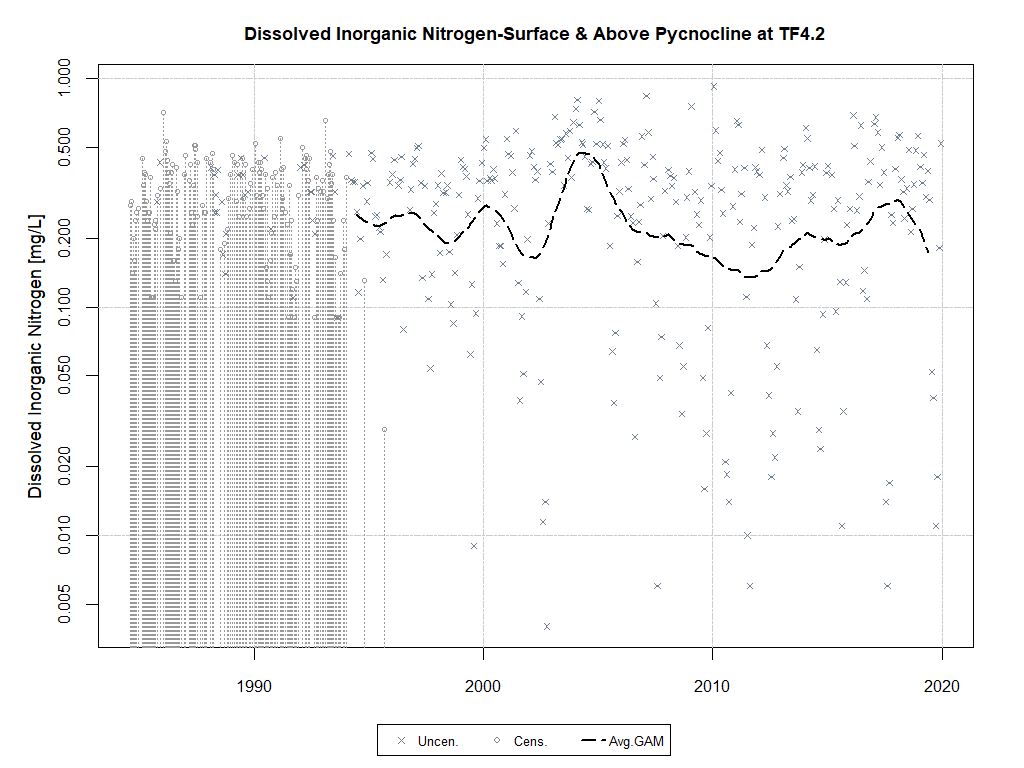 Dissolved Inorganic Nitrogen-Surface & Above Pycnocline at TF4.2
Dissolved Inorganic Nitrogen [mg/L]
1.000
0.500
0.200
0.100
0.050
0.020
0.010
0.005
1990 2000 2010 2020
Uncen. Cens. Avg.GAM